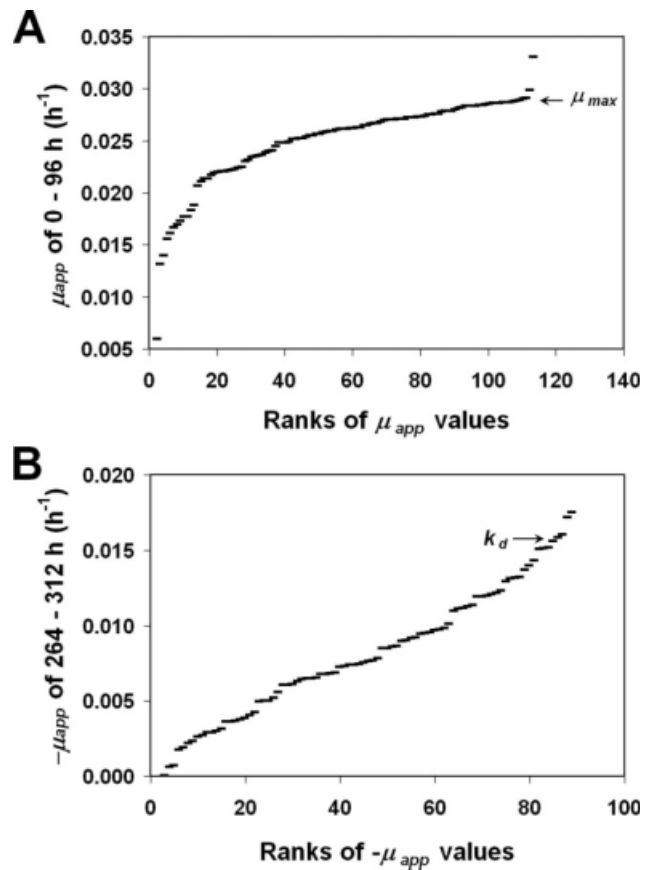 A
0.035
0.030
0.025
0.020
0.015
0.010
0.005
μapp of 0 - 96 h (h⁻¹)
← μmax
0 20 40 60 80 100 120 140
Ranks of μapp values
B
0.020
0.015
0.010
0.005
0.000
-μapp of 264 - 312 h (h⁻¹)
kd →
0 20 40 60 80 100
Ranks of -μapp values